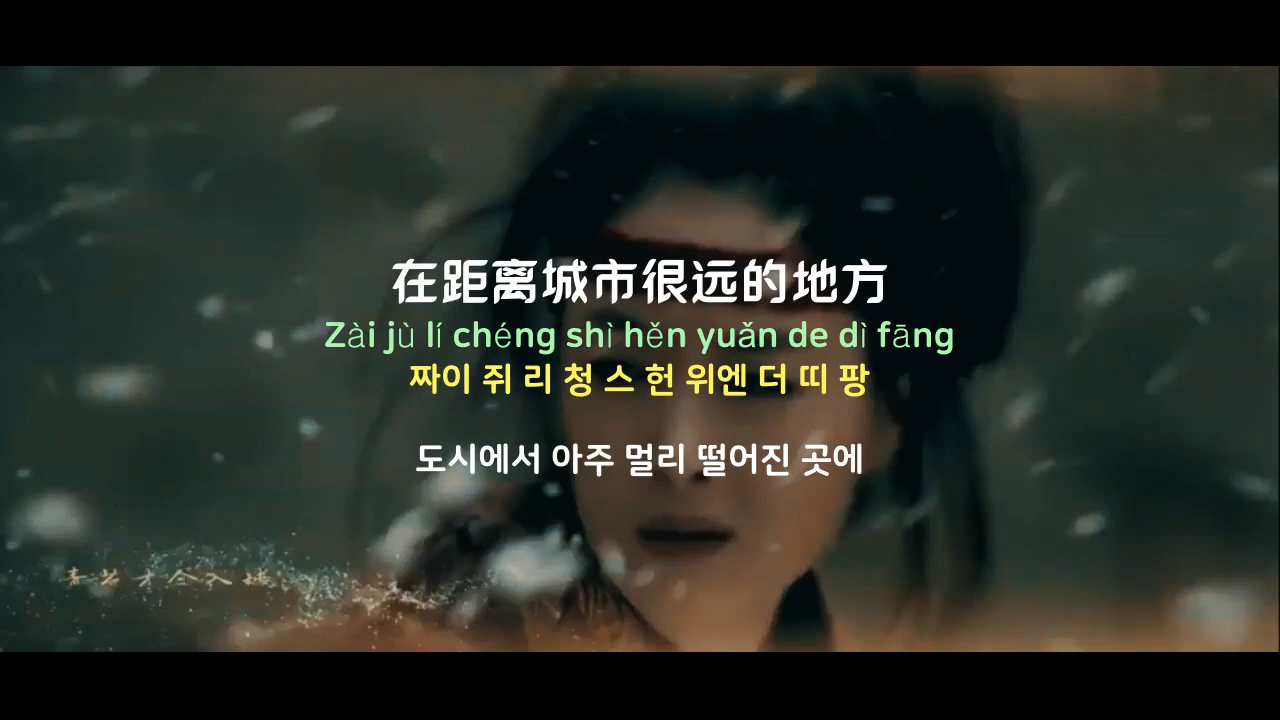 在距离城市很远的地方
Zài jù lí chéng shì hěn yuǎn de dì fāng
짜이 쥐 리 청 스 헌 위엔 더 띠 팡
도시에서 아주 멀리 떨어진 곳에